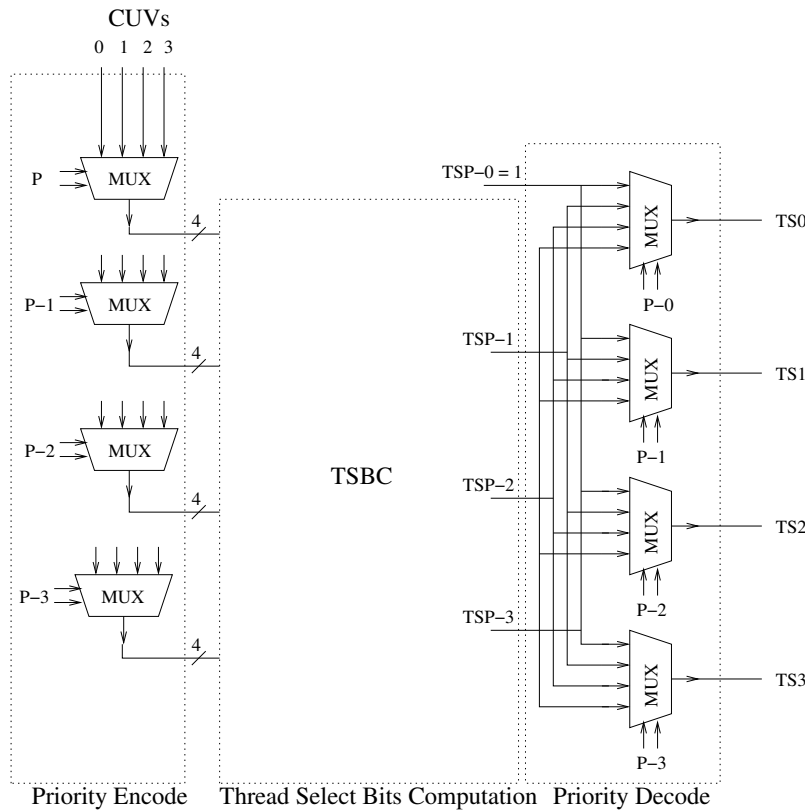 CUVs
0 1 2 3
P
MUX
4
P-1
MUX
4
P-2
MUX
4
P-3
MUX
4
TSBC
TSP-0 = 1
TSP-1
TSP-2
TSP-3
MUX
P-0
TS0
MUX
P-1
TS1
MUX
P-2
TS2
MUX
P-3
TS3
Priority Encode
Thread Select Bits Computation
Priority Decode